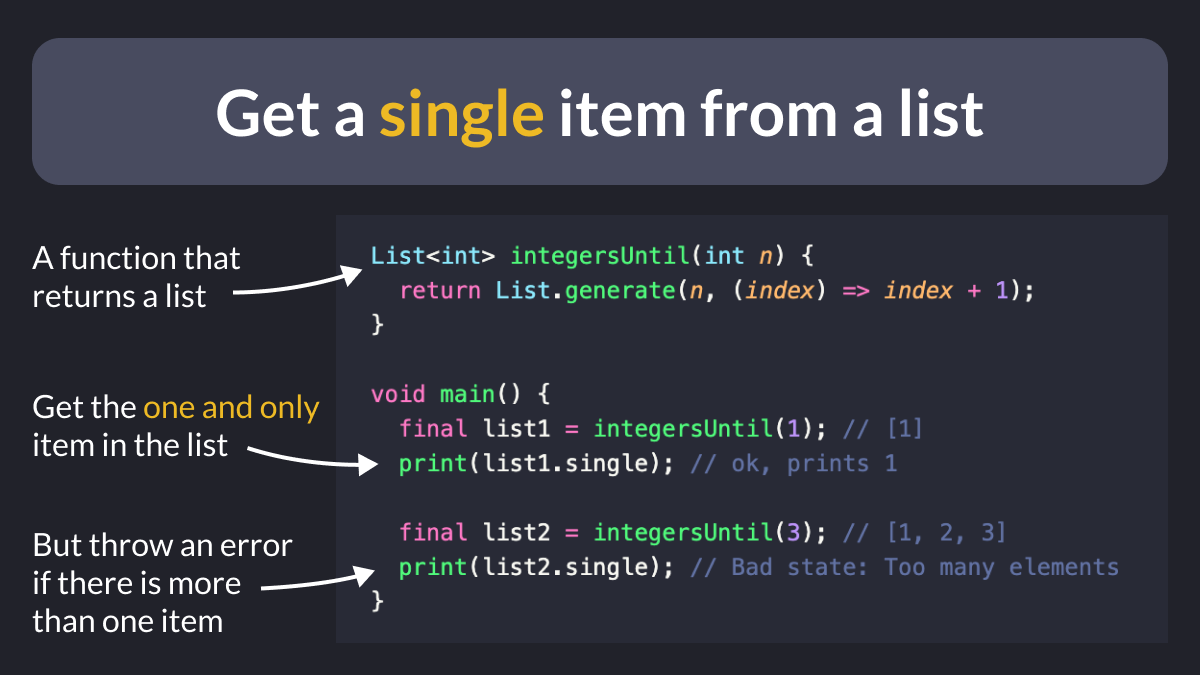 Get a single item from a list
A function that
returns a list
List<int> integersUntil(int n) {
  return List.generate(n, (index) => index + 1);
}
Get the one and only
item in the list
void main() {
  final list1 = integersUntil(1); // [1]
  print(list1.single); // ok, prints 1
But throw an error
if there is more
than one item
  final list2 = integersUntil(3); // [1, 2, 3]
  print(list2.single); // Bad state: Too many elements
}